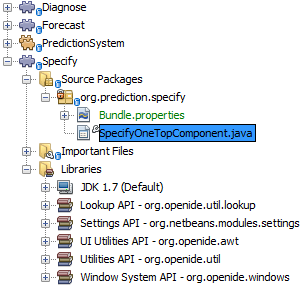 Diagnose
Forecast
PredictionSystem
Specify
Source Packages
org.prediction.specify
Bundle.properties
SpecifyOneTopComponent.java
Important Files
Libraries
JDK 1.7 (Default)
Lookup API - org.openide.util.lookup
Settings API - org.netbeans.modules.settings
UI Utilities API - org.openide.awt
Utilities API - org.openide.util
Window System API - org.openide.windows